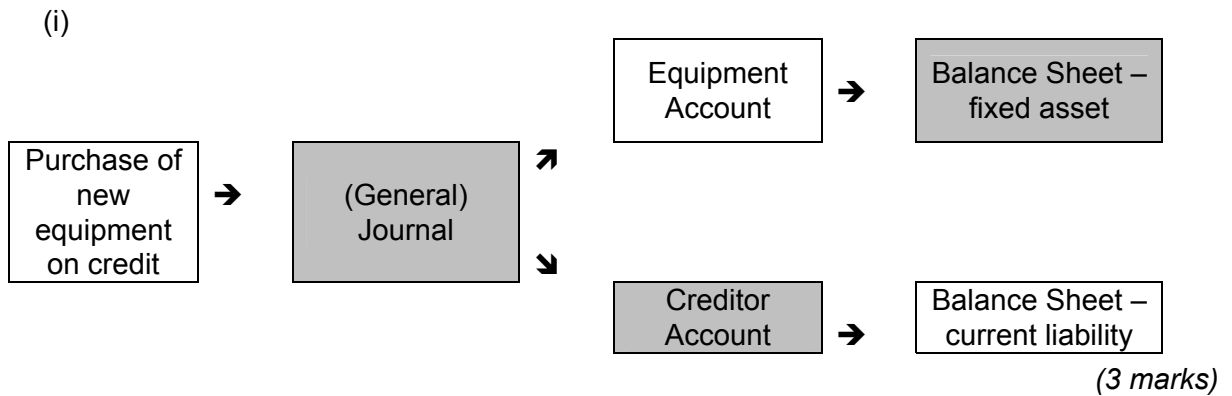 (i)
Purchase of
new
equipment
on credit
➔
(General)
Journal
Equipment
Account
➔
Balance Sheet –
fixed asset
Creditor
Account
➔
Balance Sheet –
current liability
(3 marks)